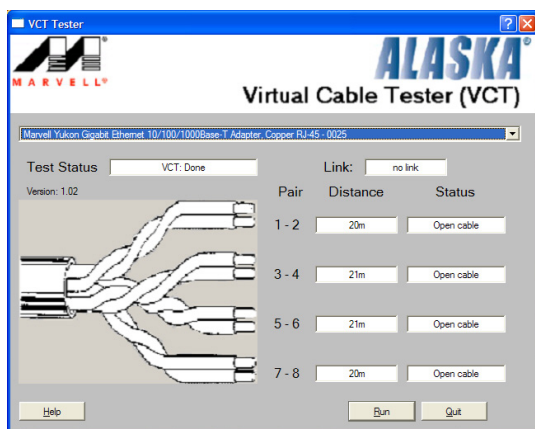 VCT Tester
MARVELL®
ALASKA®
Virtual Cable Tester (VCT)
Marvell Yukon Gigabit Ethernet 10/100/1000Base-T Adapter, Copper RJ-45 - 0025
Test Status VCT: Done Link: no link
Version: 1.02 Pair Distance Status
1 - 2 20m Open cable
3 - 4 21m Open cable
5 - 6 21m Open cable
7 - 8 20m Open cable
Help Run Quit